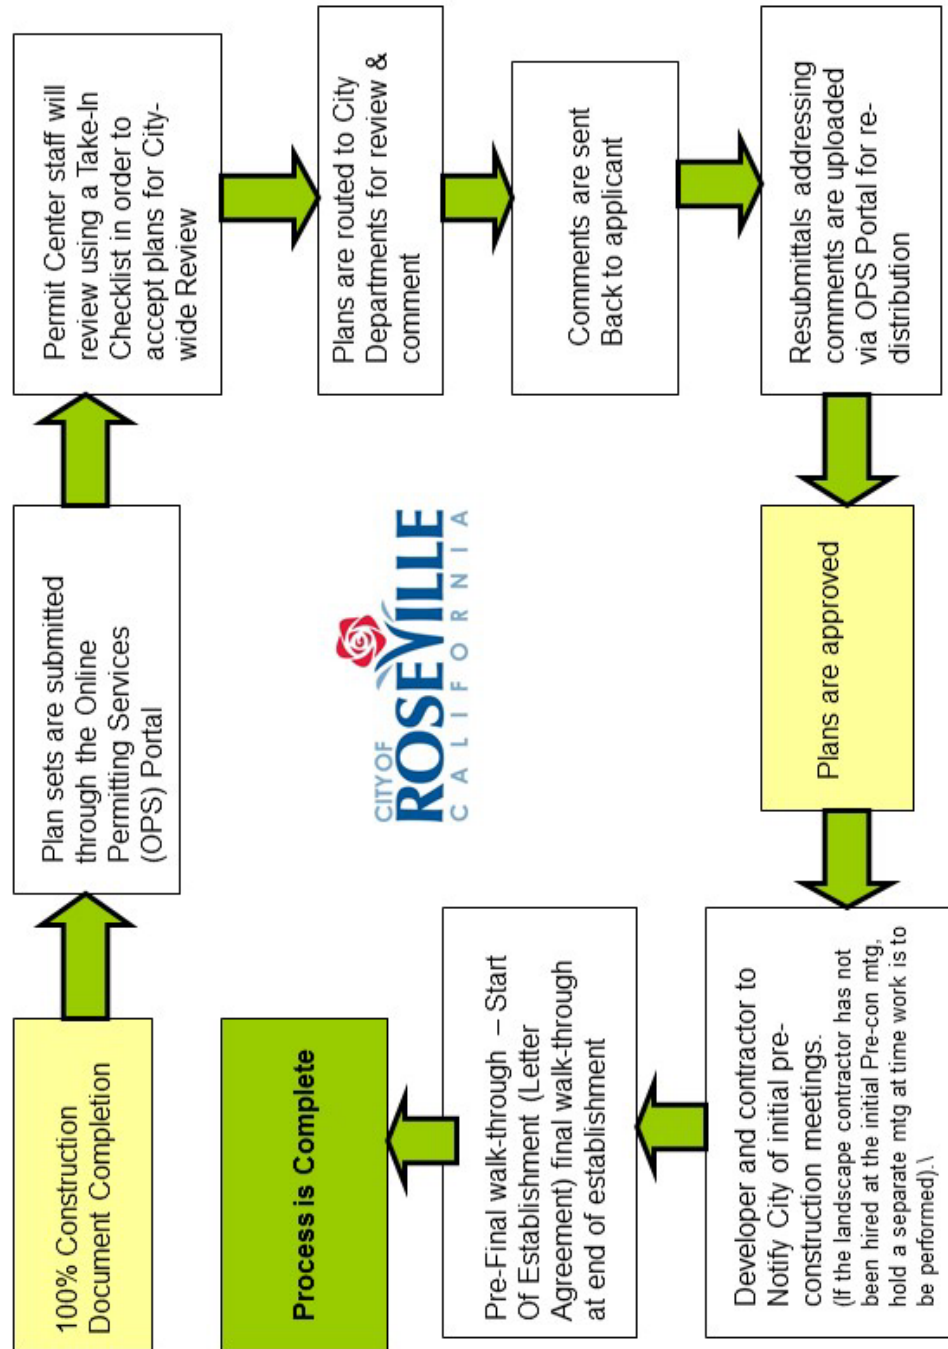 100% Construction
Document Completion
Plan sets are submitted
through the Online
Permitting Services
(OPS) Portal
Permit Center staff will
review using a Take-In
Checklist in order to
accept plans for City-
wide Review
Plans are routed to City
Departments for review &
comment
Comments are sent
Back to applicant
Resubmittals addressing
comments are uploaded
via OPS Portal for re-
distribution
Plans are approved
Developer and contractor to
Notify City of initial pre-
construction meetings.
(If the landscape contractor has not
been hired at the initial Pre-con mtg,
hold a separate mtg at time work is to
be performed).\
Pre-Final walk-through – Start
Of Establishment (Letter
Agreement) final walk-through
at end of establishment
Process is Complete
CITY OF
ROSEVILLE
CALIFORNIA